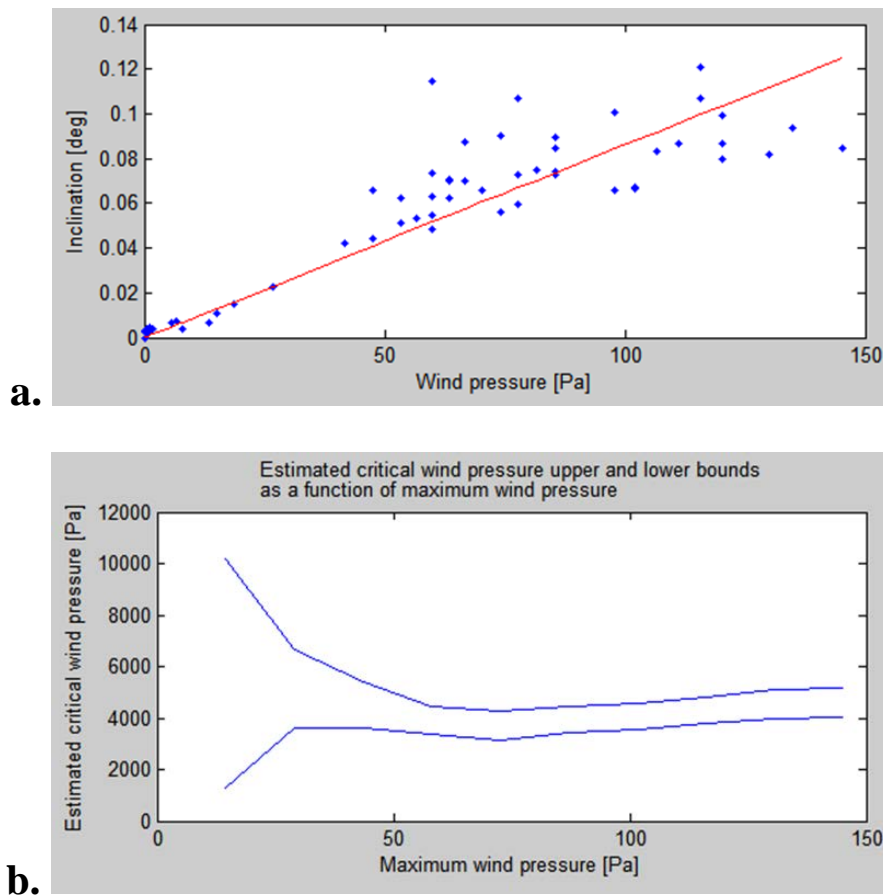 0.14
0.12
0.1
0.08
0.06
0.04
0.02
0
Inclination [deg]
0 50 100 150
Wind pressure [Pa]
a.
Estimated critical wind pressure upper and lower bounds
as a function of maximum wind pressure
12000
10000
8000
6000
4000
2000
0
Estimated critical wind pressure [Pa]
0 50 100 150
Maximum wind pressure [Pa]
b.